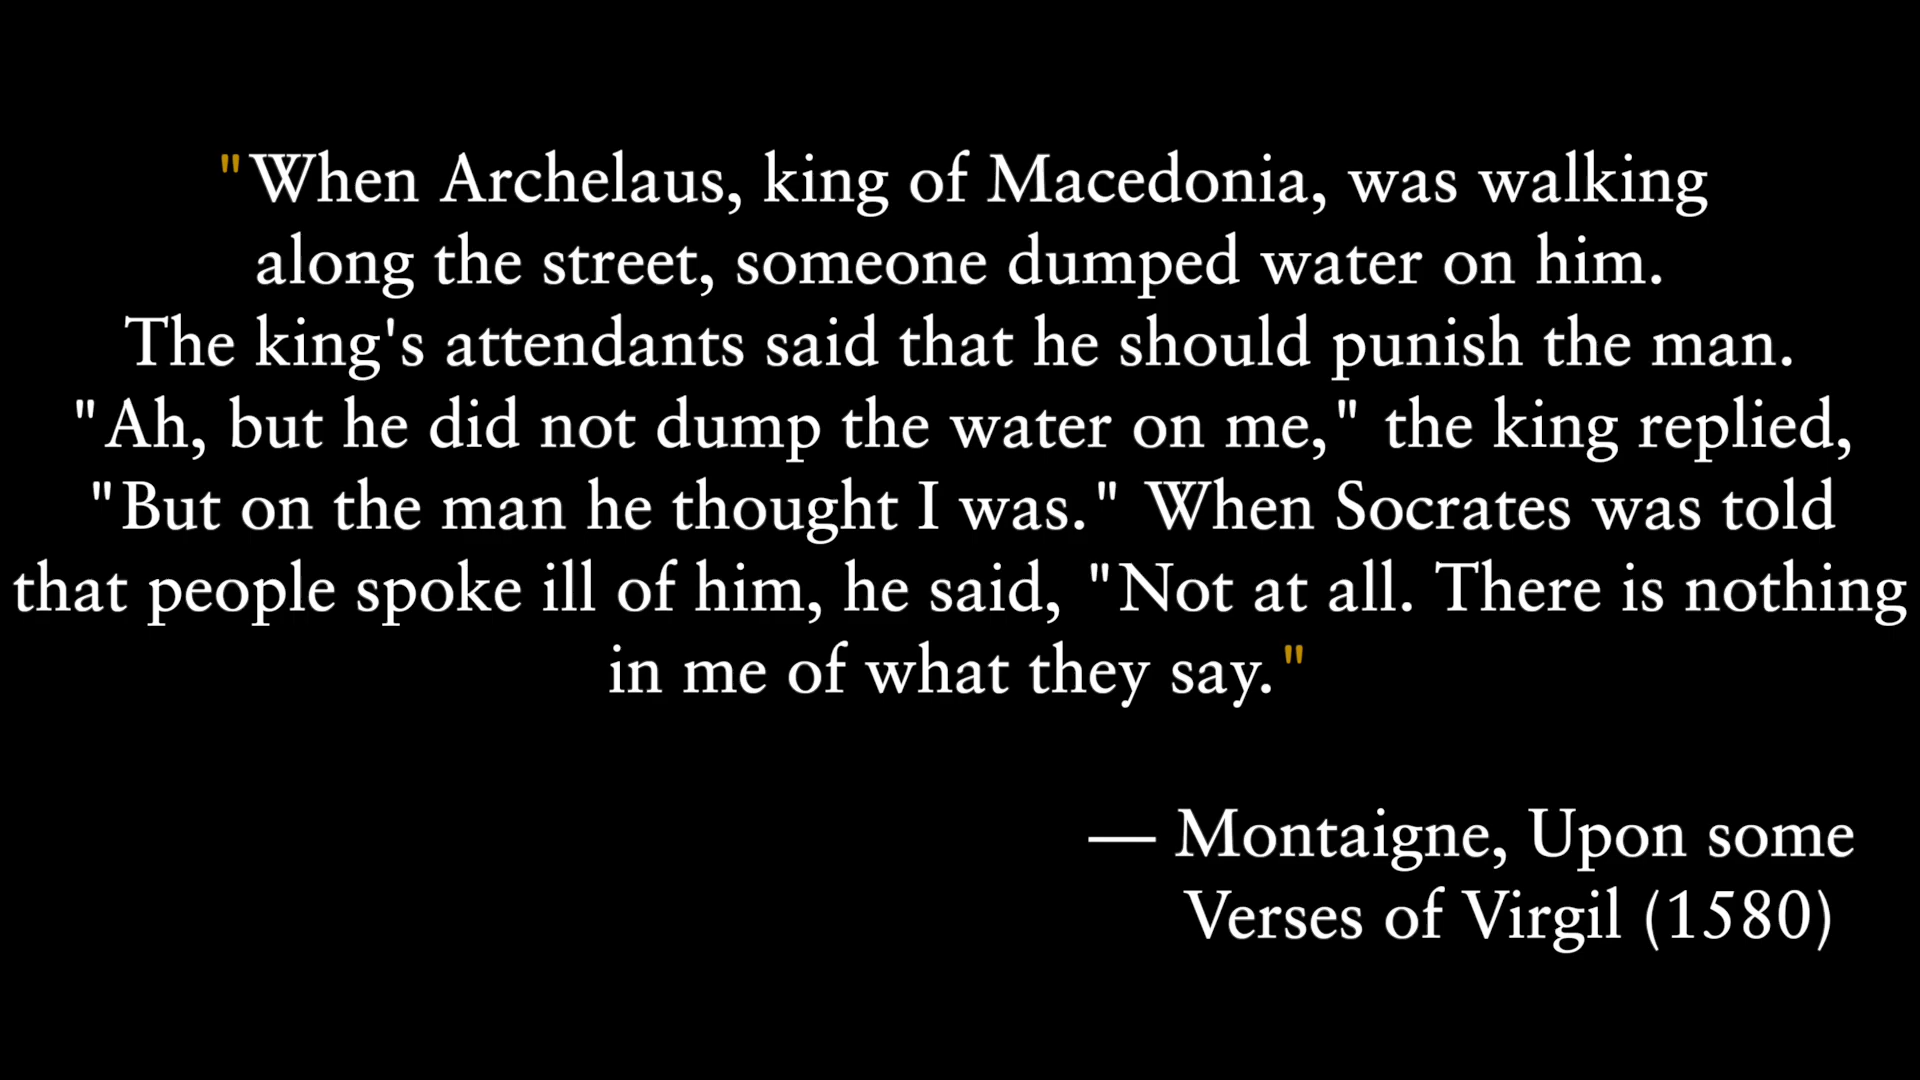 "When Archelaus, king of Macedonia, was walking
along the street, someone dumped water on him.
The king's attendants said that he should punish the man.
"Ah, but he did not dump the water on me," the king replied,
"But on the man he thought I was." When Socrates was told
that people spoke ill of him, he said, "Not at all. There is nothing
in me of what they say."
— Montaigne, Upon some
Verses of Virgil (1580)